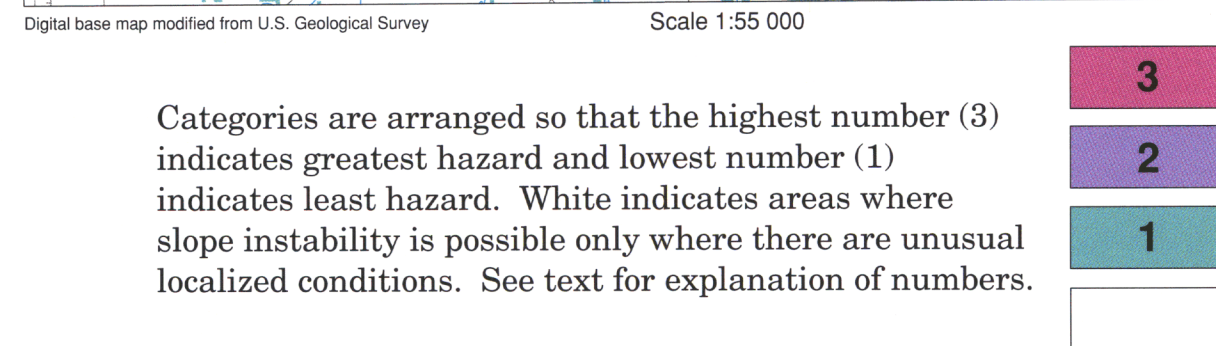 Digital base map modified from U.S. Geological Survey
Scale 1:55 000
3
Categories are arranged so that the highest number (3)
indicates greatest hazard and lowest number (1)
2
indicates least hazard.  White indicates areas where
slope instability is possible only where there are unusual
1
localized conditions.  See text for explanation of numbers.